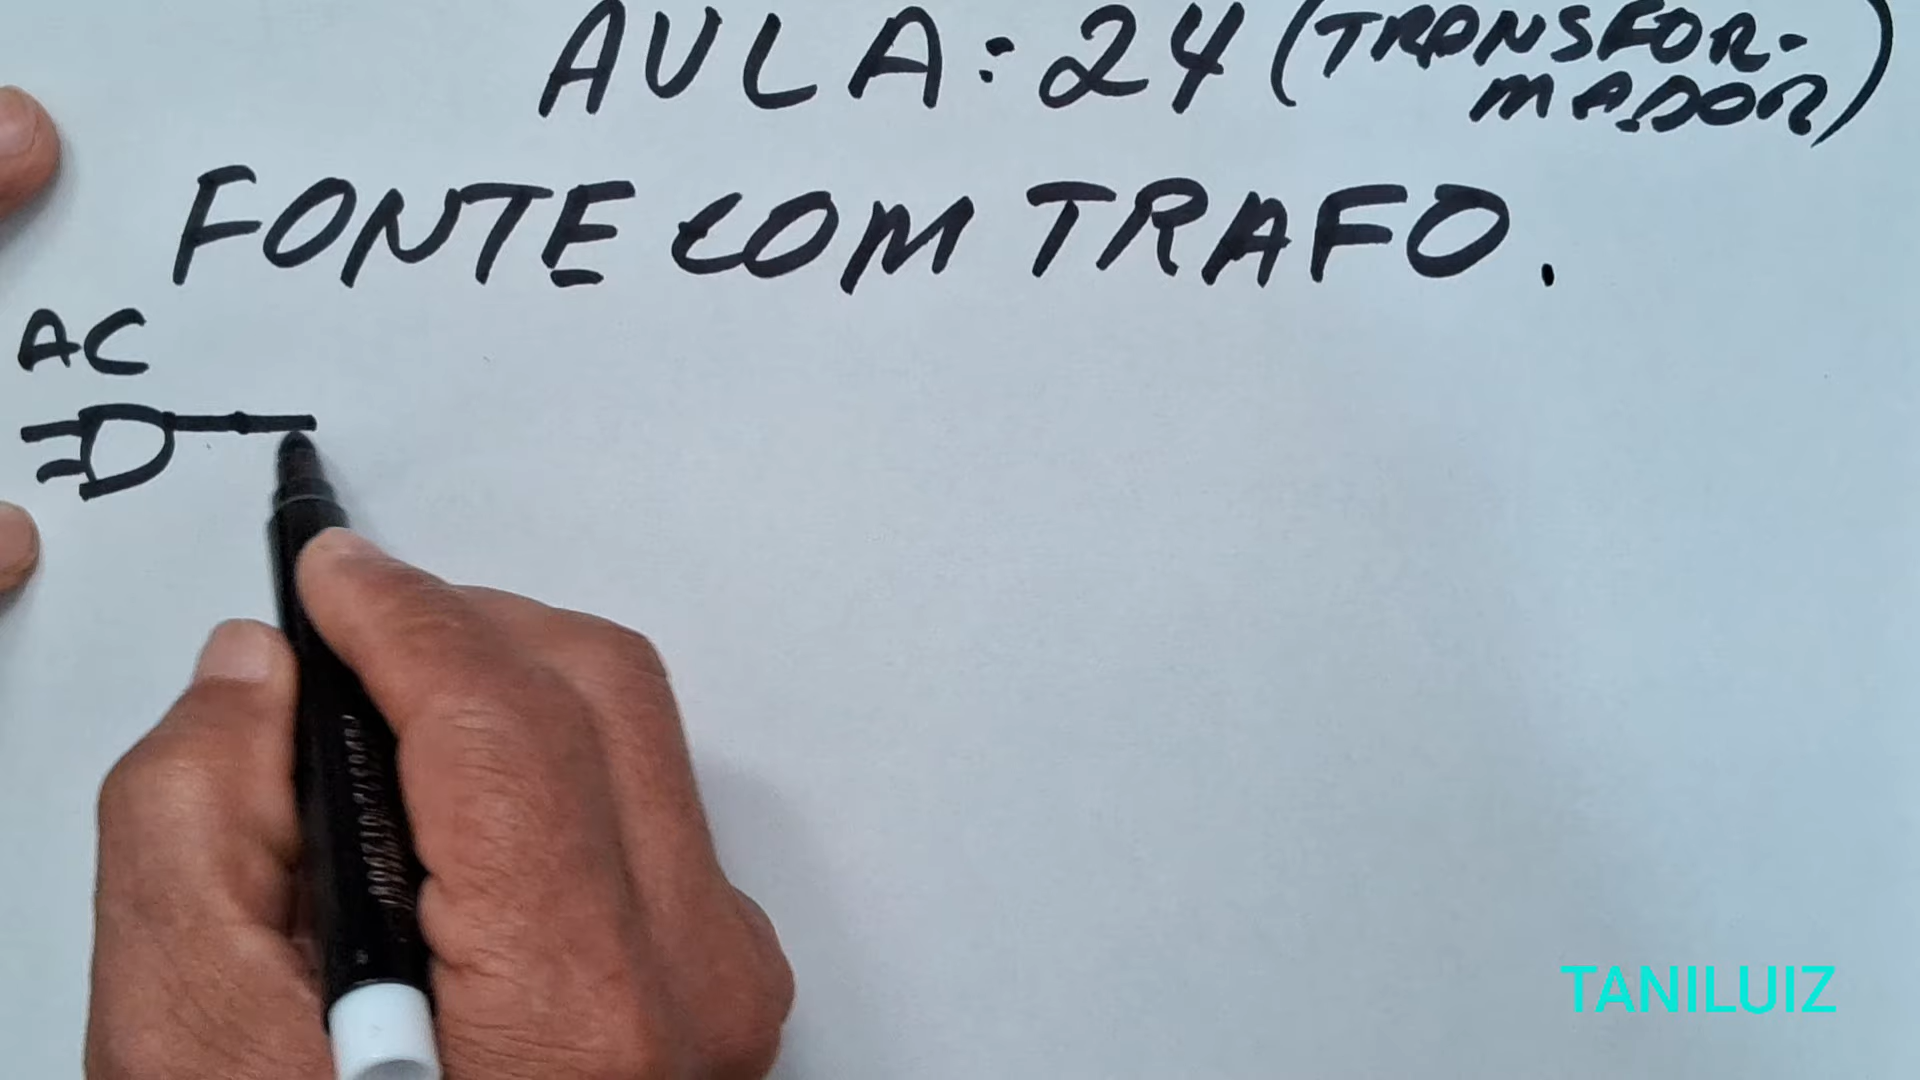 AULA: 24 (TRANSFOR-
MADOR)
FONTE COM TRAFO.
AC
TANILUIZ